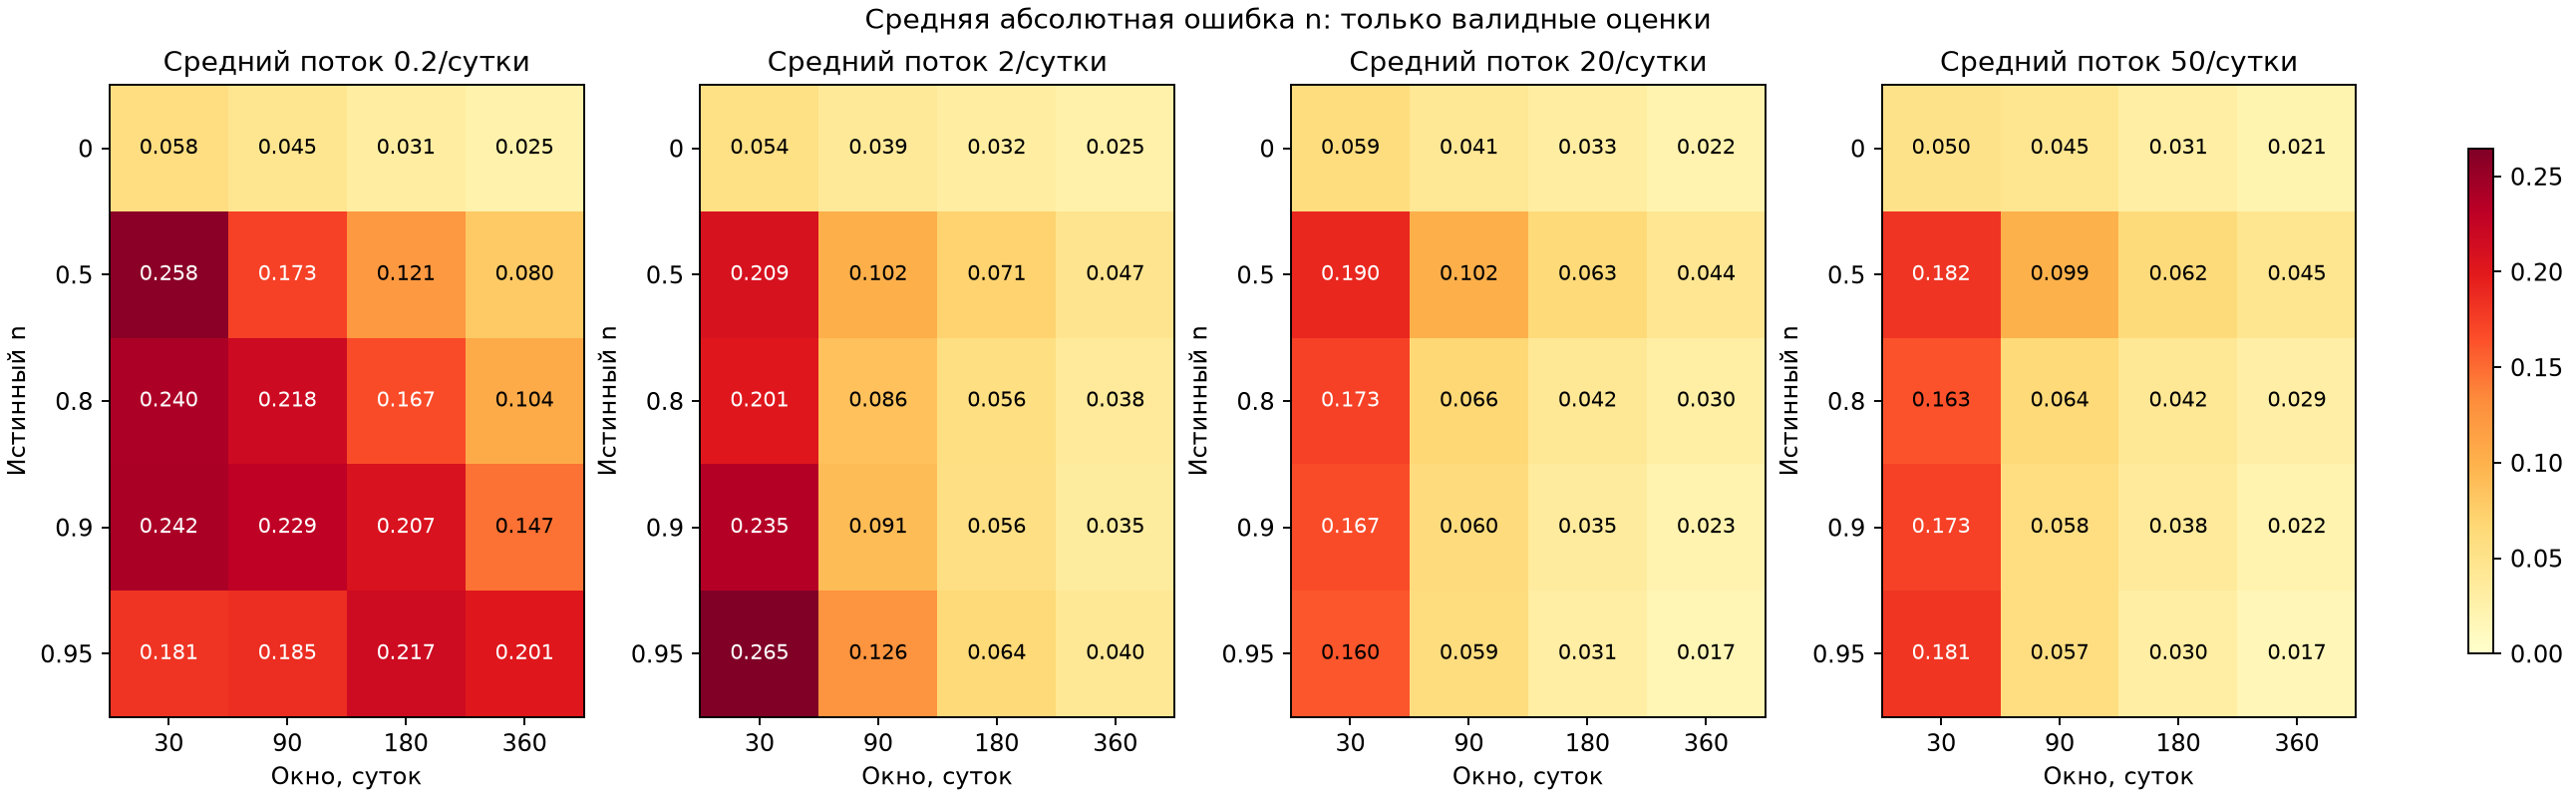 Средняя абсолютная ошибка n: только валидные оценки
Средний поток 0.2/сутки
Истинный n
0 0.058 0.045 0.031 0.025
0.5 0.258 0.173 0.121 0.080
0.8 0.240 0.218 0.167 0.104
0.9 0.242 0.229 0.207 0.147
0.95 0.181 0.185 0.217 0.201
30 90 180 360
Окно, суток
Средний поток 2/сутки
Истинный n
0 0.054 0.039 0.032 0.025
0.5 0.209 0.102 0.071 0.047
0.8 0.201 0.086 0.056 0.038
0.9 0.235 0.091 0.056 0.035
0.95 0.265 0.126 0.064 0.040
30 90 180 360
Окно, суток
Средний поток 20/сутки
Истинный n
0 0.059 0.041 0.033 0.022
0.5 0.190 0.102 0.063 0.044
0.8 0.173 0.066 0.042 0.030
0.9 0.167 0.060 0.035 0.023
0.95 0.160 0.059 0.031 0.017
30 90 180 360
Окно, суток
Средний поток 50/сутки
Истинный n
0 0.050 0.045 0.031 0.021
0.5 0.182 0.099 0.062 0.045
0.8 0.163 0.064 0.042 0.029
0.9 0.173 0.058 0.038 0.022
0.95 0.181 0.057 0.030 0.017
30 90 180 360
Окно, суток
0.25
0.20
0.15
0.10
0.05
0.00